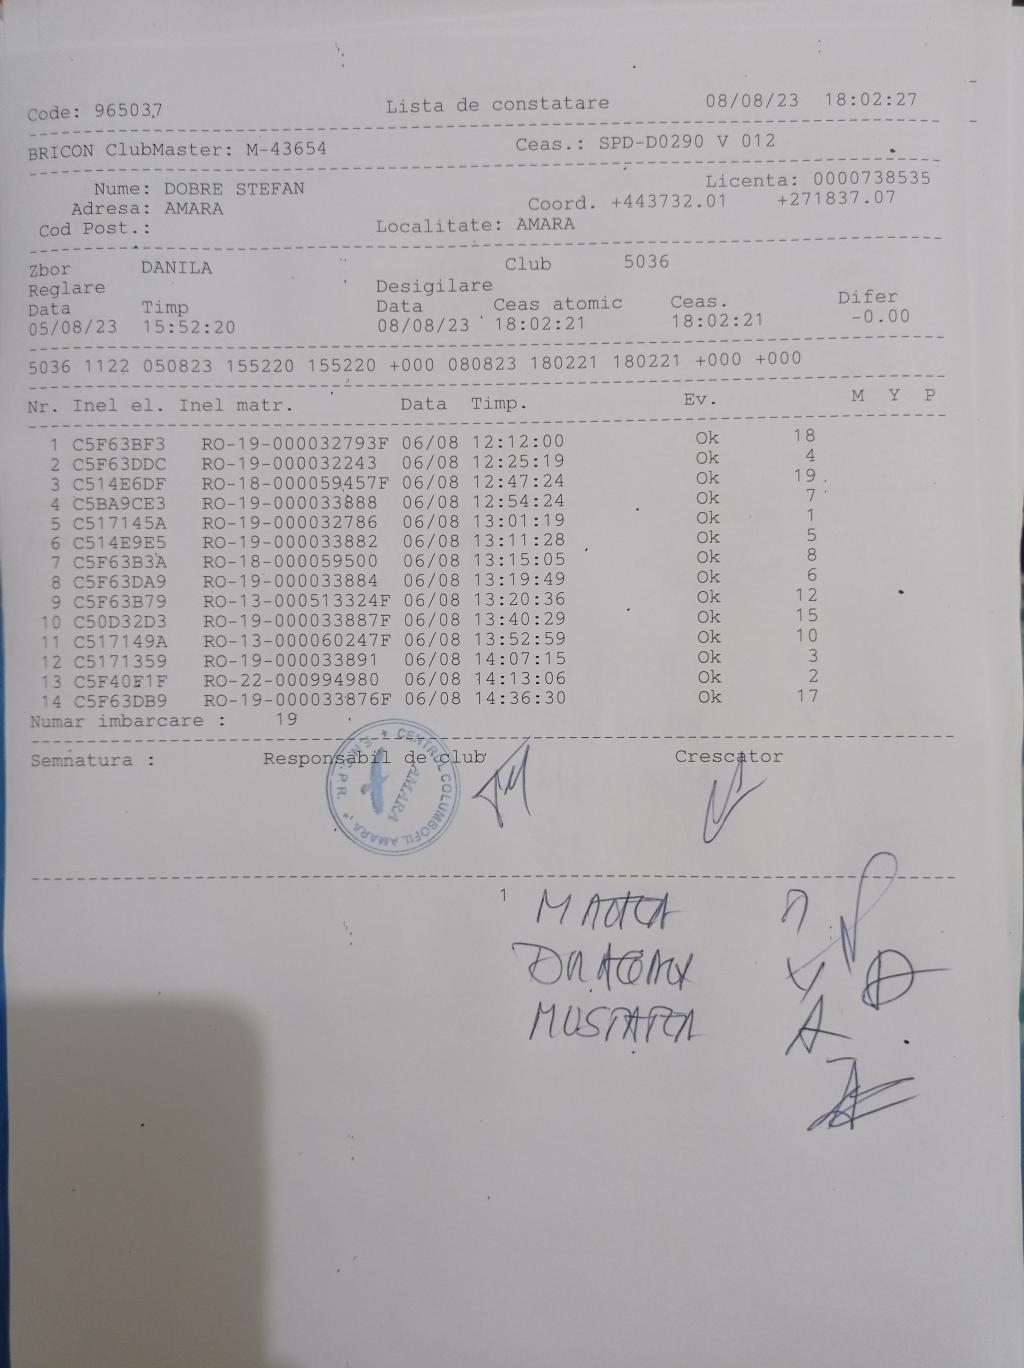 Code: 965037 Lista de constatare 08/08/23 18:02:27
BRICON ClubMaster: M-43654 Ceas.: SPD-D0290 V 012
Nume: DOBRE STEFAN Licenta: 0000738535
Adresa: AMARA Coord. +443732.01 +271837.07
Cod Post.: Localitate: AMARA
Zbor DANILA Club 5036
Reglare Desigilare
Data Timp Data Ceas atomic Ceas. Difer
05/08/23 15:52:20 08/08/23 18:02:21 18:02:21 -0.00
5036 1122 050823 155220 155220 +000 080823 180221 180221 +000 +000
Nr. Inel el. Inel matr. Data Timp. Ev. M Y P
1 C5F63BF3 RO-19-000032793F 06/08 12:12:00 Ok 18
2 C5F63DDC RO-19-000032243 06/08 12:25:19 Ok 4
3 C514E6DF RO-18-000059457F 06/08 12:47:24 Ok 19
4 C5BA9CE3 RO-19-000033888 06/08 12:54:24 Ok 7
5 C517145A RO-19-000032786 06/08 13:01:19 Ok 1
6 C514E9E5 RO-19-000033882 06/08 13:11:28 Ok 5
7 C5F63B3A RO-18-000059500 06/08 13:15:05 Ok 8
8 C5F63DA9 RO-19-000033884 06/08 13:19:49 Ok 6
9 C5F63B79 RO-13-000513324F 06/08 13:20:36 Ok 12
10 C50D32D3 RO-19-000033887F 06/08 13:40:29 Ok 15
11 C517149A RO-13-000060247F 06/08 13:52:59 Ok 10
12 C5171359 RO-19-000033891 06/08 14:07:15 Ok 3
13 C5F40E1F RO-22-000994980 06/08 14:13:06 Ok 2
14 C5F63DB9 RO-19-000033876F 06/08 14:36:30 Ok 17
Numar imbarcare : 19
Semnatura : Responsabil de club Crescator
CENTRUL COLUMBOFIL AMARA
AMARA
1